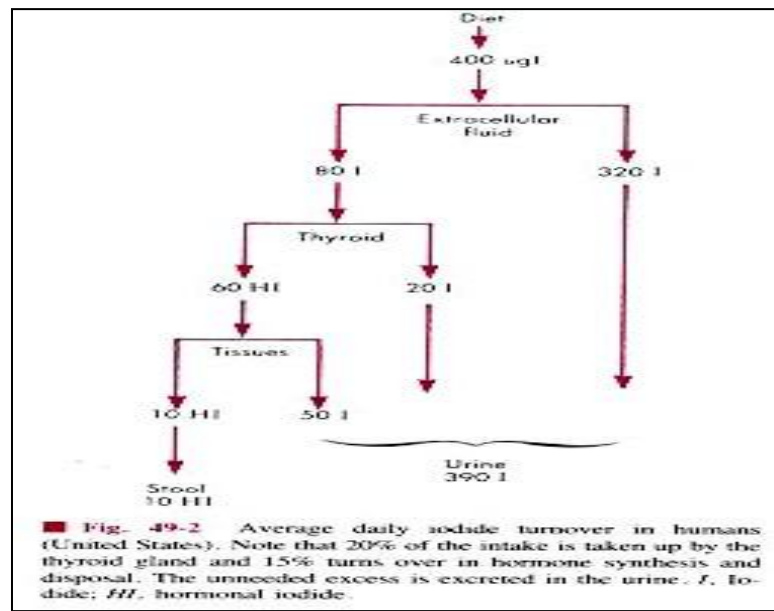 Diet
400 ugI
Extracellular
fluid
80 I
320 I
Thyroid
60 HI
20 I
Tissues
10 HI
50 I
Urine
390 I
Stool
10 HI
Fig. 49-2 Average daily iodide turnover in humans
(United States). Note that 20% of the intake is taken up by the
thyroid gland and 15% turns over in hormone synthesis and
disposal. The unneeded excess is excreted in the urine. I, Io-
dide; HI, hormonal iodide.